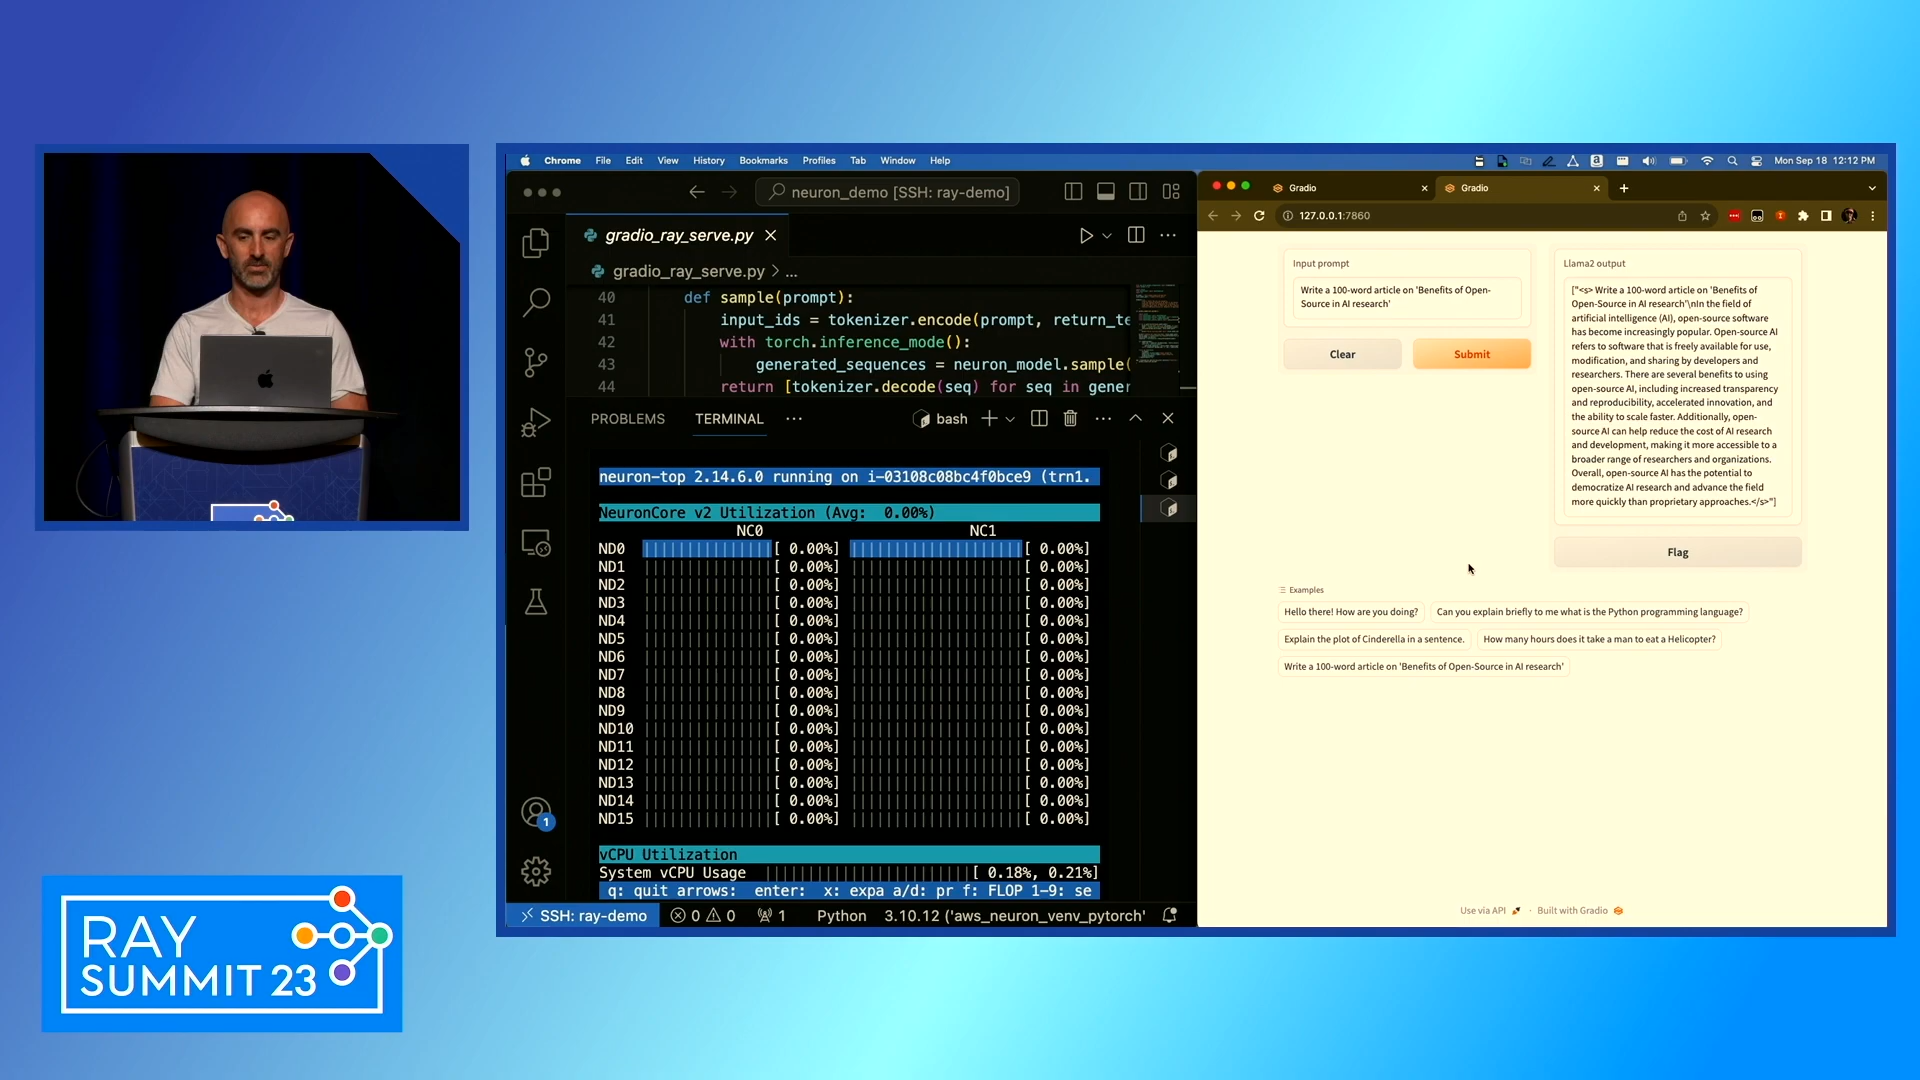 Chrome File Edit View History Bookmarks Profiles Tab Window Help
Mon Sep 18 12:12 PM
neuron_demo [SSH: ray-demo]
gradio_ray_serve.py
gradio_ray_serve.py > ...
40 def sample(prompt):
41 input_ids = tokenizer.encode(prompt, return_te
42 with torch.inference_mode():
43 generated_sequences = neuron_model.sample(
44 return [tokenizer.decode(seq) for seq in gener
PROBLEMS TERMINAL ... bash
neuron-top 2.14.6.0 running on i-03108c08bc4f0bce9 (trn1.
NeuronCore v2 Utilization (Avg: 0.00%)
NC0 NC1
ND0 [ 0.00%] [ 0.00%]
ND1 [ 0.00%] [ 0.00%]
ND2 [ 0.00%] [ 0.00%]
ND3 [ 0.00%] [ 0.00%]
ND4 [ 0.00%] [ 0.00%]
ND5 [ 0.00%] [ 0.00%]
ND6 [ 0.00%] [ 0.00%]
ND7 [ 0.00%] [ 0.00%]
ND8 [ 0.00%] [ 0.00%]
ND9 [ 0.00%] [ 0.00%]
ND10 [ 0.00%] [ 0.00%]
ND11 [ 0.00%] [ 0.00%]
ND12 [ 0.00%] [ 0.00%]
ND13 [ 0.00%] [ 0.00%]
ND14 [ 0.00%] [ 0.00%]
ND15 [ 0.00%] [ 0.00%]
vCPU Utilization
System vCPU Usage [ 0.18%, 0.21%]
q: quit arrows: enter: x: expa a/d: pr f: FLOP 1-9: se
1
SSH: ray-demo 0 0 1 Python 3.10.12 ('aws_neuron_venv_pytorch'
Gradio
Gradio
127.0.0.1:7860
Input prompt
Write a 100-word article on 'Benefits of Open-
Source in AI research'
Clear
Submit
Llama2 output
["<s> Write a 100-word article on 'Benefits of
Open-Source in AI research'\nIn the field of
artificial intelligence (AI), open-source software
has become increasingly popular. Open-source AI
refers to software that is freely available for use,
modification, and sharing by developers and
researchers. There are several benefits to using
open-source AI, including increased transparency
and reproducibility, accelerated innovation, and
the ability to scale faster. Additionally, open-
source AI can help reduce the cost of AI research
and development, making it more accessible to a
broader range of researchers and organizations.
Overall, open-source AI has the potential to
democratize AI research and advance the field
more quickly than proprietary approaches.</s>"]
Flag
Examples
Hello there! How are you doing?
Can you explain briefly to me what is the Python programming language?
Explain the plot of Cinderella in a sentence.
How many hours does it take a man to eat a Helicopter?
Write a 100-word article on 'Benefits of Open-Source in AI research'
Use via API · Built with Gradio
RAY
SUMMIT 23